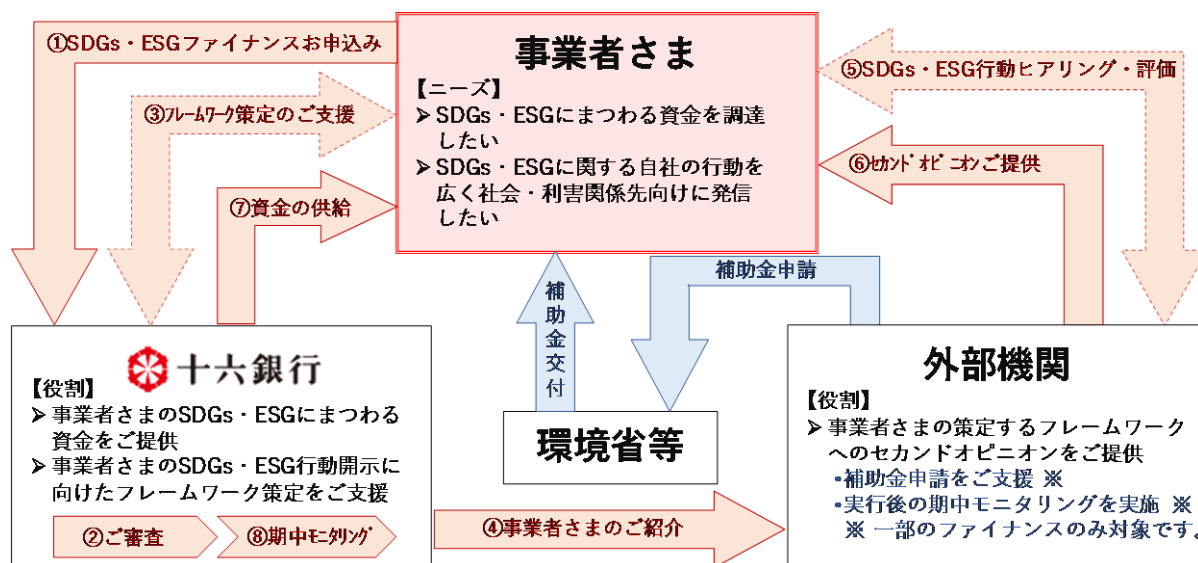 ①SDGs・ESGファイナンスお申込み
事業者さま
【ニーズ】
➢ SDGs・ESGにまつわる資金を調達
したい
➢ SDGs・ESGに関する自社の行動を
広く社会・利害関係先向けに発信
したい
③フレームワーク策定のご支援
⑦資金の供給
⑤SDGs・ESG行動ヒアリング・評価
⑥セカンドオピニオンご提供
補助金交付
補助金申請
十六銀行
【役割】
➢ 事業者さまのSDGs・ESGにまつわる
資金をご提供
➢ 事業者さまのSDGs・ESG行動開示に
向けたフレームワーク策定をご支援
②ご審査
⑧期中モニタリング
環境省等
④事業者さまのご紹介
外部機関
【役割】
➢ 事業者さまの策定するフレームワーク
へのセカンドオピニオンをご提供
・補助金申請をご支援 ※
・実行後の期中モニタリングを実施 ※
※ 一部のファイナンスのみ対象です。